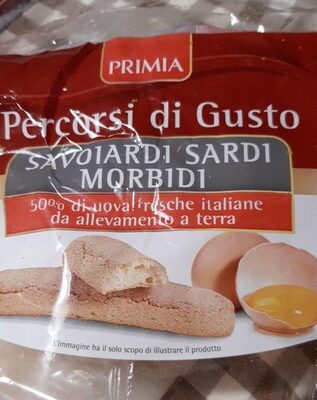 PRIMIA
Percorsi di Gusto
SAVOIARDI SARDI
MORBIDI
50% di uova fresche italiane
da allevamento a terra
L'immagine ha il solo scopo di illustrare il prodotto